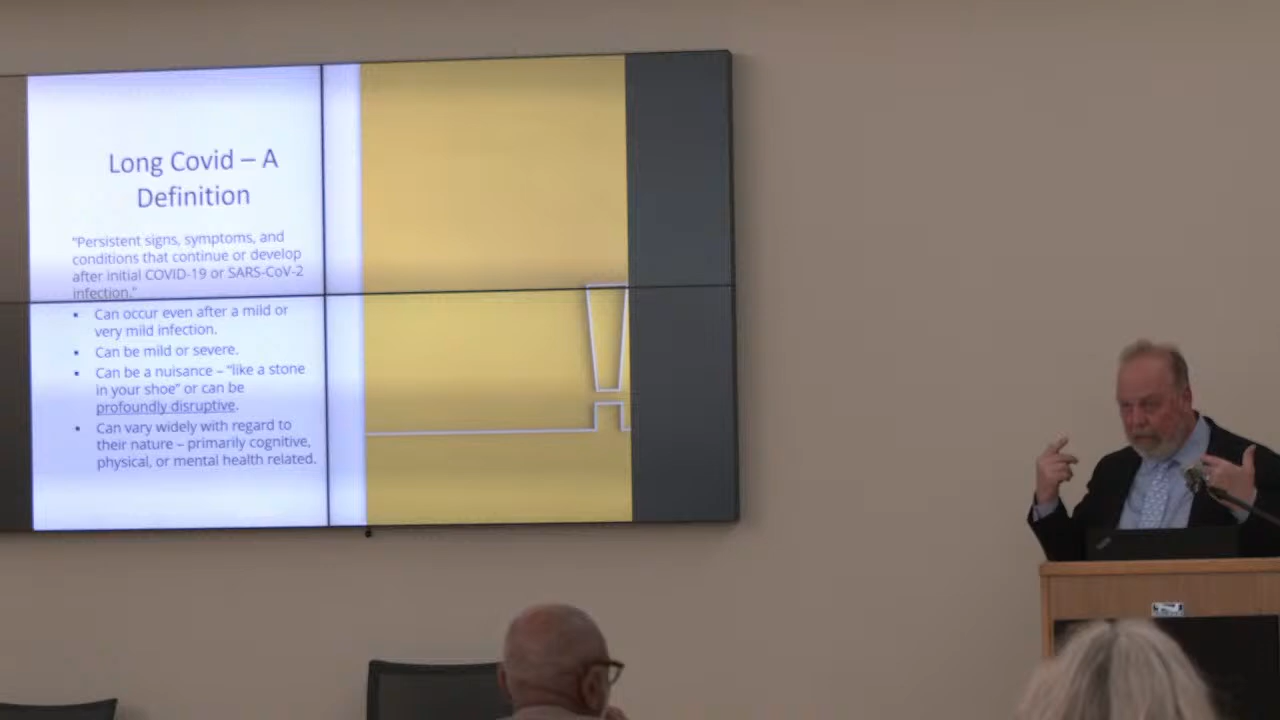 Long Covid – A
Definition
“Persistent signs, symptoms, and
conditions that continue or develop
after initial COVID-19 or SARS-CoV-2
infection.”
▪ Can occur even after a mild or
very mild infection.
▪ Can be mild or severe.
▪ Can be a nuisance – “like a stone
in your shoe” or can be
profoundly disruptive.
▪ Can vary widely with regard to
their nature – primarily cognitive,
physical, or mental health related.